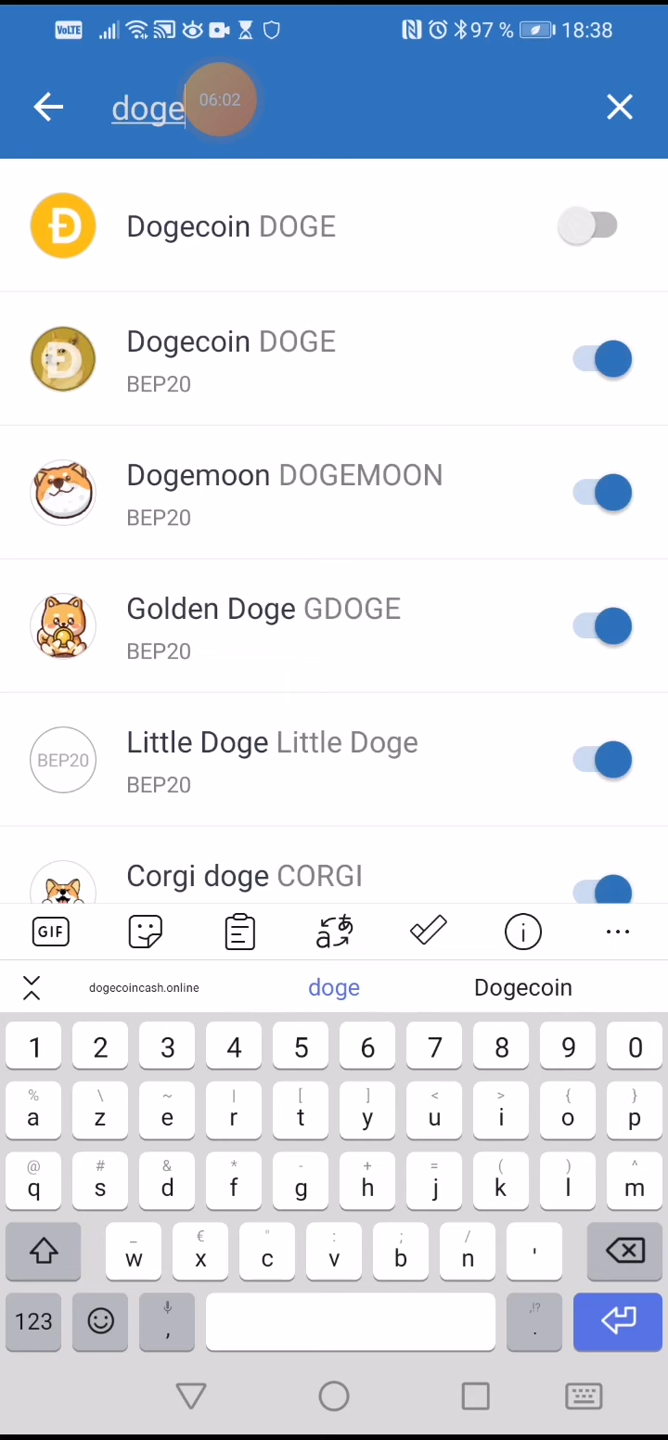 VoLTE 97 % 18:38
doge 06:02
Dogecoin DOGE
Dogecoin DOGE
BEP20
Dogemoon DOGEMOON
BEP20
Golden Doge GDOGE
BEP20
BEP20
Little Doge Little Doge
BEP20
Corgi doge CORGI
GIF
dogecoincash.online doge Dogecoin
1 2 3 4 5 6 7 8 9 0
% \ ~ | [ ] < > { }
a z e r t y u i o p
@ # & * - + = ( ) ^
q s d f g h j k l m
_ € " : ; /
w x c v b n '
,!?
123 , .